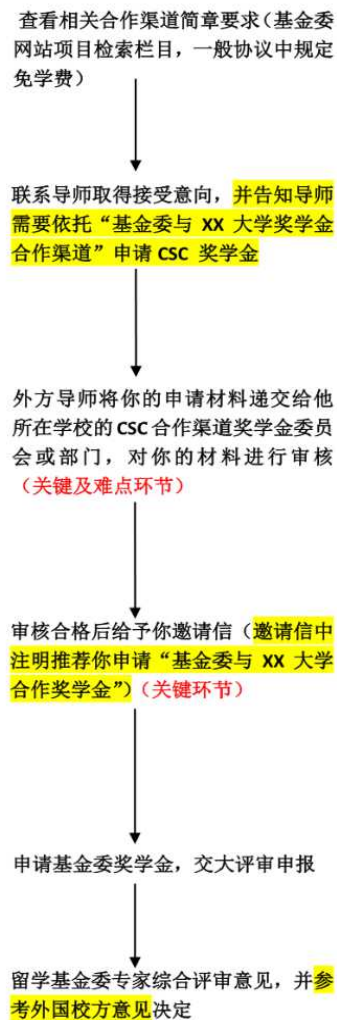 查看相关合作渠道简章要求（基金委
网站项目检索栏目，一般协议中规定
免学费）
联系导师取得接受意向，并告知导师
需要依托“基金委与 XX 大学奖学金
合作渠道”申请 CSC 奖学金
外方导师将你的申请材料递交给他
所在学校的 CSC 合作渠道奖学金委员
会或部门，对你的材料进行审核
（关键及难点环节）
审核合格后给予你邀请信（邀请信中
注明推荐你申请“基金委与 XX 大学
合作奖学金”）（关键环节）
申请基金委奖学金，交大评审申报
留学基金委专家综合评审意见，并参
考外国校方意见决定